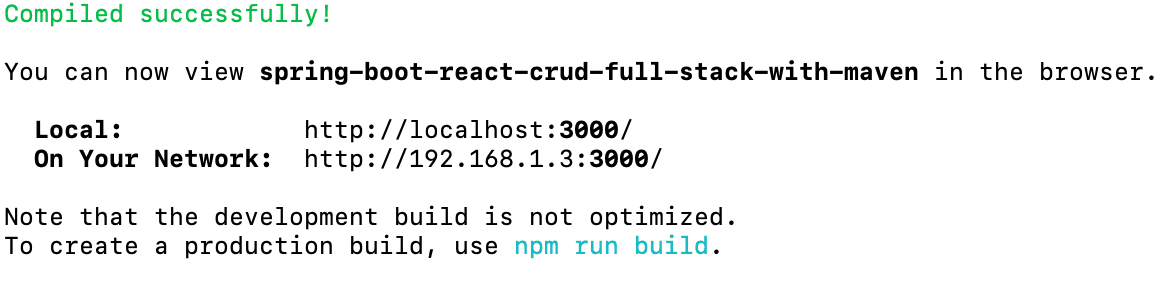 Compiled successfully!
You can now view spring-boot-react-crud-full-stack-with-maven in the browser.
Local: http://localhost:3000/
On Your Network: http://192.168.1.3:3000/
Note that the development build is not optimized.
To create a production build, use npm run build.